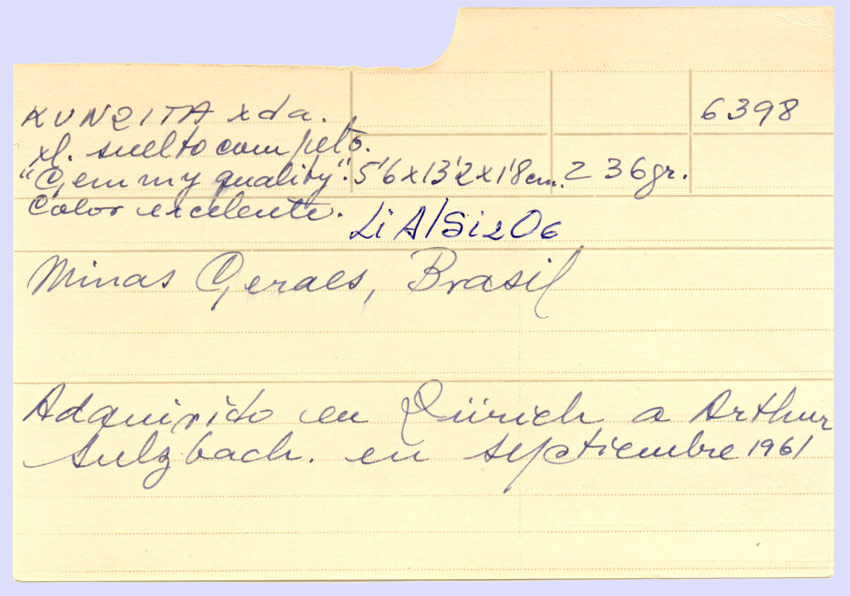 KUNZITA xda.
6398
xl. suelto completo.
"Gemmy quality". 5'6x13'2x1'8cm. 236gr.
Color excelente.
LiAlSi2O6
Minas Geraes, Brasil
Adquirido en Zürich a Arthur
Sulzbach. en septiembre 1961